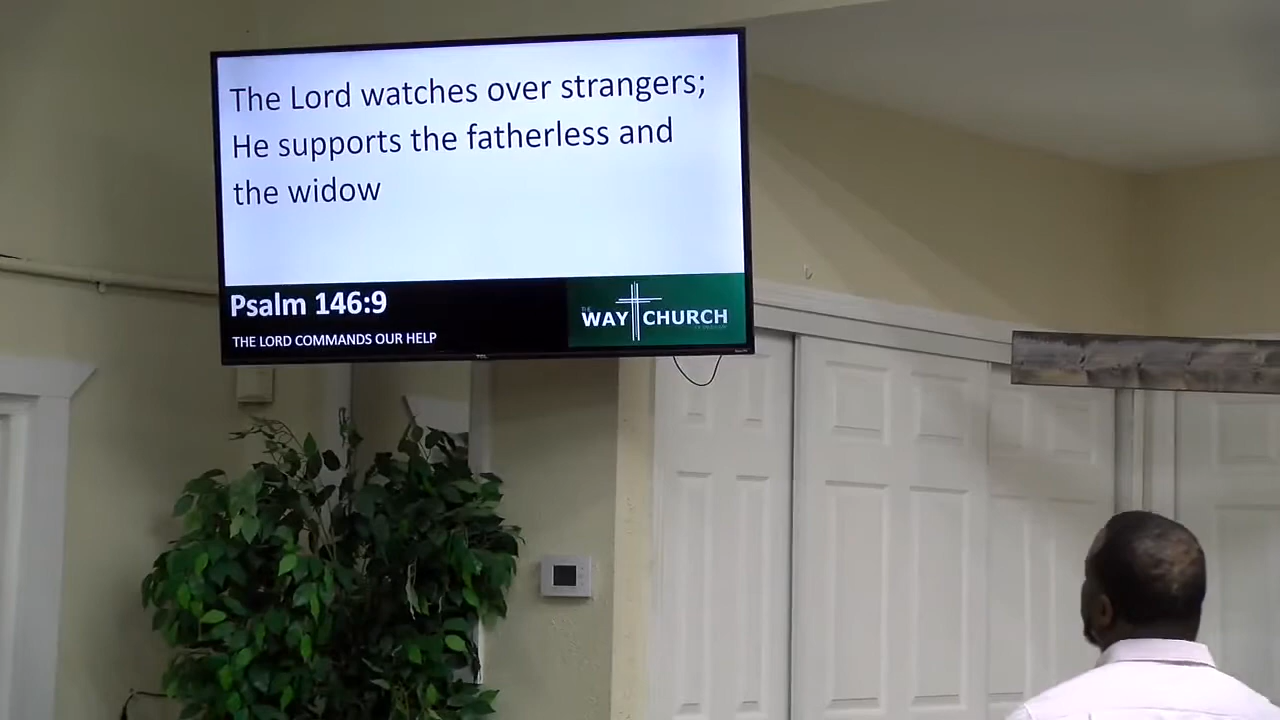 The Lord watches over strangers;
He supports the fatherless and
the widow
Psalm 146:9
THE LORD COMMANDS OUR HELP
THE
WAY CHURCH